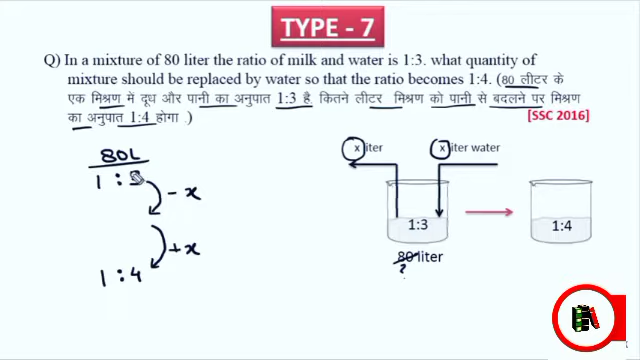 TYPE - 7
Q) In a mixture of 80 liter the ratio of milk and water is 1:3. what quantity of
mixture should be replaced by water so that the ratio becomes 1:4. (80 लीटर के
एक मिश्रण में दूध और पानी का अनुपात 1:3 है. कितने लीटर मिश्रण को पानी से बदलने पर मिश्रण
का अनुपात 1:4 होगा.)
[SSC 2016]
80L
1 : 3
- x
+ x
1 : 4
x liter
x liter water
1:3
80 liter
?
1:4